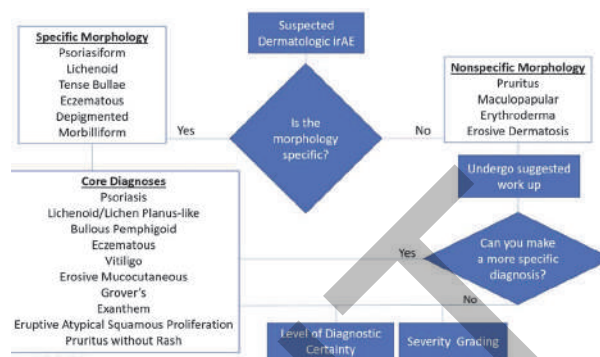 Suspected
Dermatologic irAE
Specific Morphology
Psoriasiform
Lichenoid
Tense Bullae
Eczematous
Depigmented
Morbilliform
Yes
Is the
morphology
specific?
No
Nonspecific Morphology
Pruritus
Maculopapular
Erythroderma
Erosive Dermatosis
Undergo suggested
work up
Can you make
a more specific
diagnosis?
Yes
No
Core Diagnoses
Psoriasis
Lichenoid/Lichen Planus-like
Bullous Pemphigoid
Eczematous
Vitiligo
Erosive Mucocutaneous
Grover's
Exanthem
Eruptive Atypical Squamous Proliferation
Pruritus without Rash
Level of Diagnostic
Certainty
Severity Grading